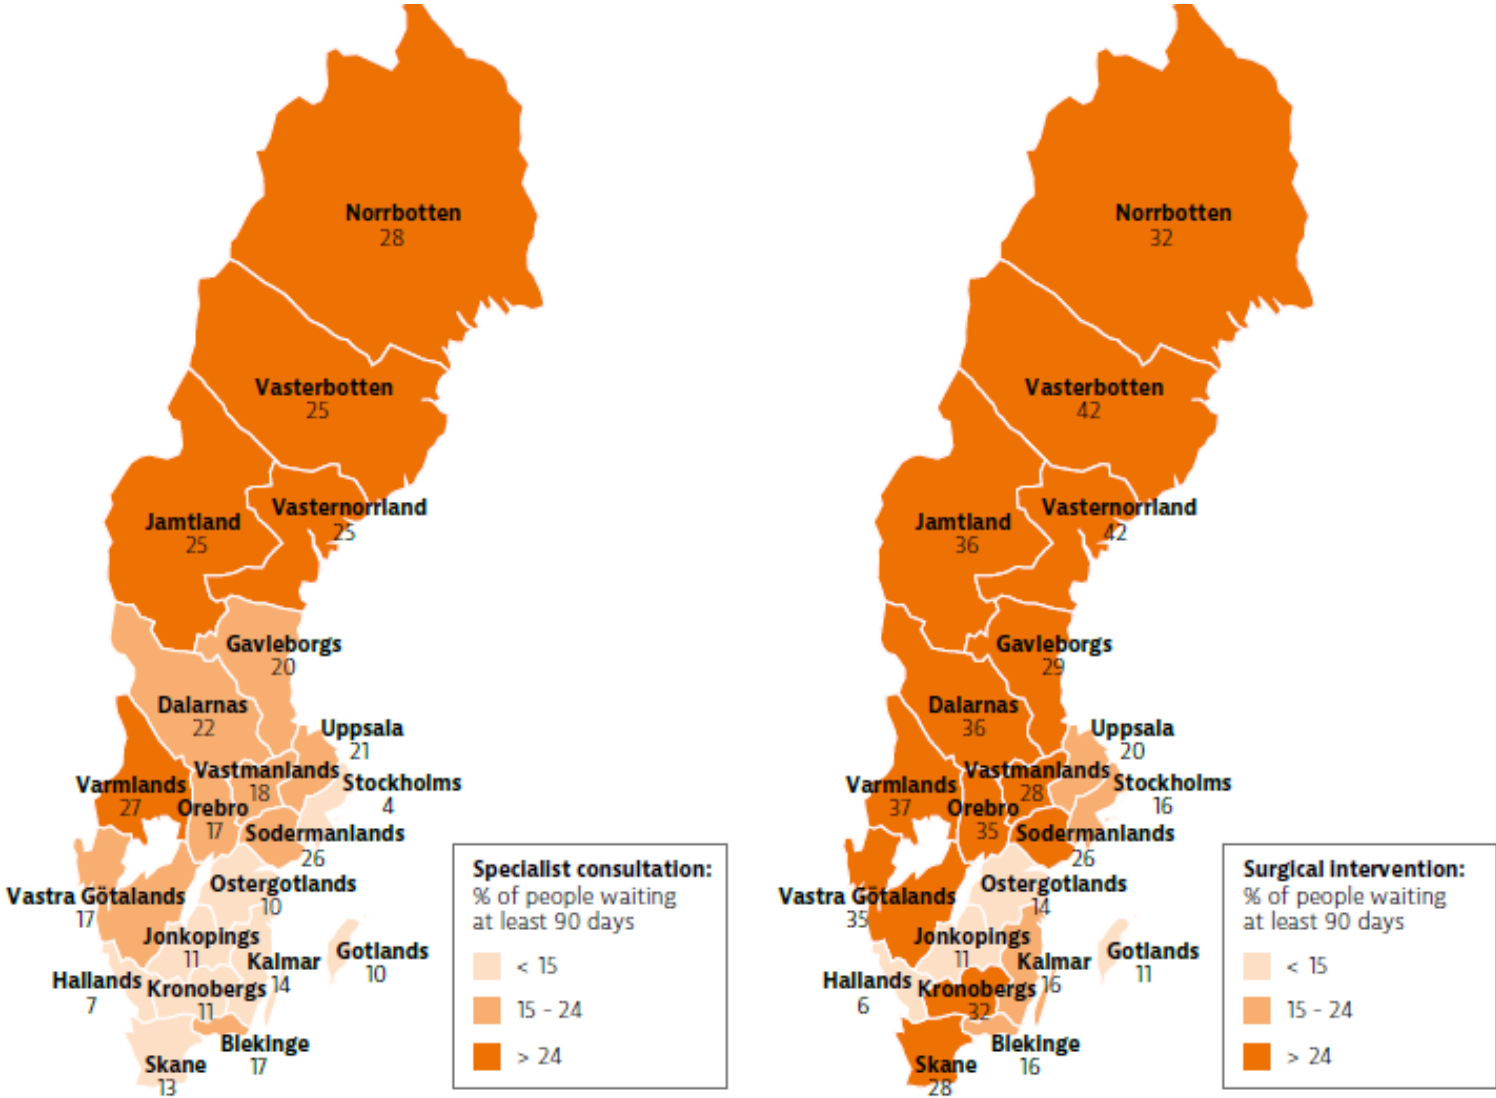 Norrbotten
28
Vasterbotten
25
Vasternorrland
25
Jamtland
25
Gavleborgs
20
Dalarnas
22
Uppsala
21
Vastmanlands
18
Stockholms
4
Varmlands
27
Orebro
17
Sodermanlands
26
Ostergotlands
10
Vastra Götalands
17
Jonkopings
11
Gotlands
10
Kalmar
14
Hallands
7
Kronobergs
11
Blekinge
17
Skane
13
Specialist consultation:
% of people waiting
at least 90 days
< 15
15 - 24
> 24
Norrbotten
32
Vasterbotten
42
Vasternorrland
42
Jamtland
36
Gavleborgs
29
Dalarnas
36
Uppsala
20
Vastmanlands
28
Stockholms
16
Varmlands
37
Orebro
35
Sodermanlands
26
Ostergotlands
14
Vastra Götalands
35
Jonkopings
11
Gotlands
11
Kalmar
16
Hallands
6
Kronobergs
32
Blekinge
16
Skane
28
Surgical intervention:
% of people waiting
at least 90 days
< 15
15 - 24
> 24